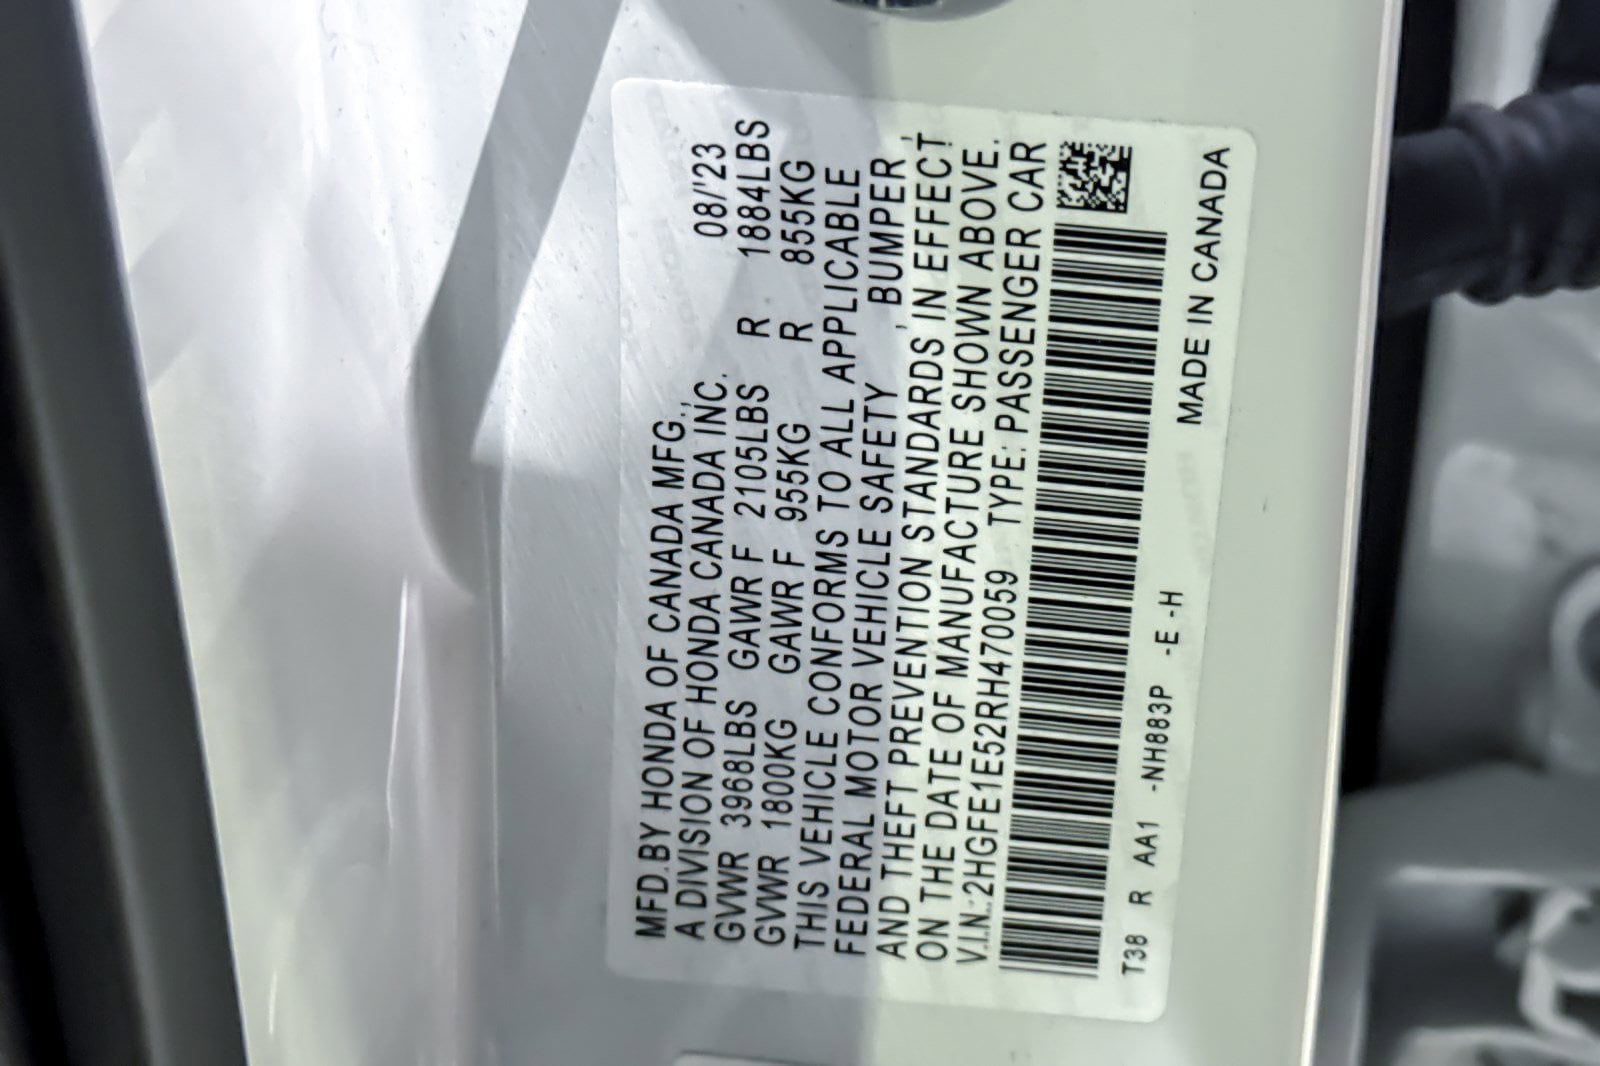 MFD.BY HONDA OF CANADA MFG.,
A DIVISION OF HONDA CANADA INC. 08/'23
GVWR 3968LBS GAWR F 2105LBS R 1884LBS
GVWR 1800KG GAWR F 955KG R 855KG
THIS VEHICLE CONFORMS TO ALL APPLICABLE
FEDERAL MOTOR VEHICLE SAFETY , BUMPER ,
AND THEFT PREVENTION STANDARDS IN EFFECT
ON THE DATE OF MANUFACTURE SHOWN ABOVE.
V.I.N.:2HGFE1E52RH470059 TYPE: PASSENGER CAR
T38 R AA1 -NH883P -E -H
MADE IN CANADA